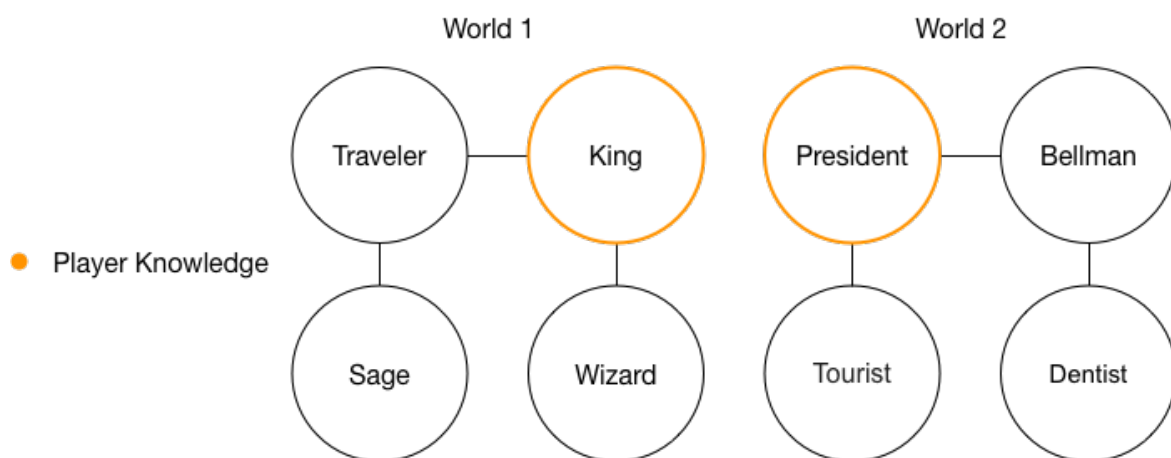 World 1
World 2
Traveler
King
President
Bellman
Player Knowledge
Sage
Wizard
Tourist
Dentist